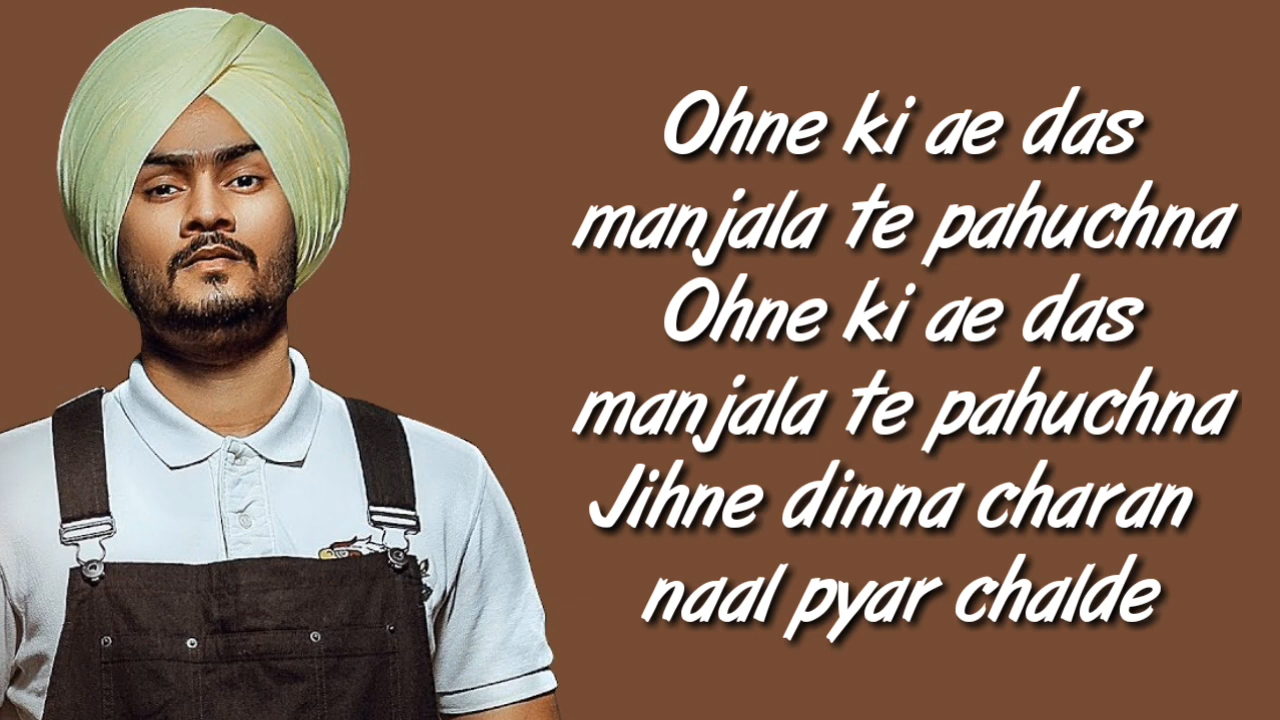 Ohne ki ae das
manjala te pahuchna
Ohne ki ae das
manjala te pahuchna
Jihne dinna charan
naal pyar chalde